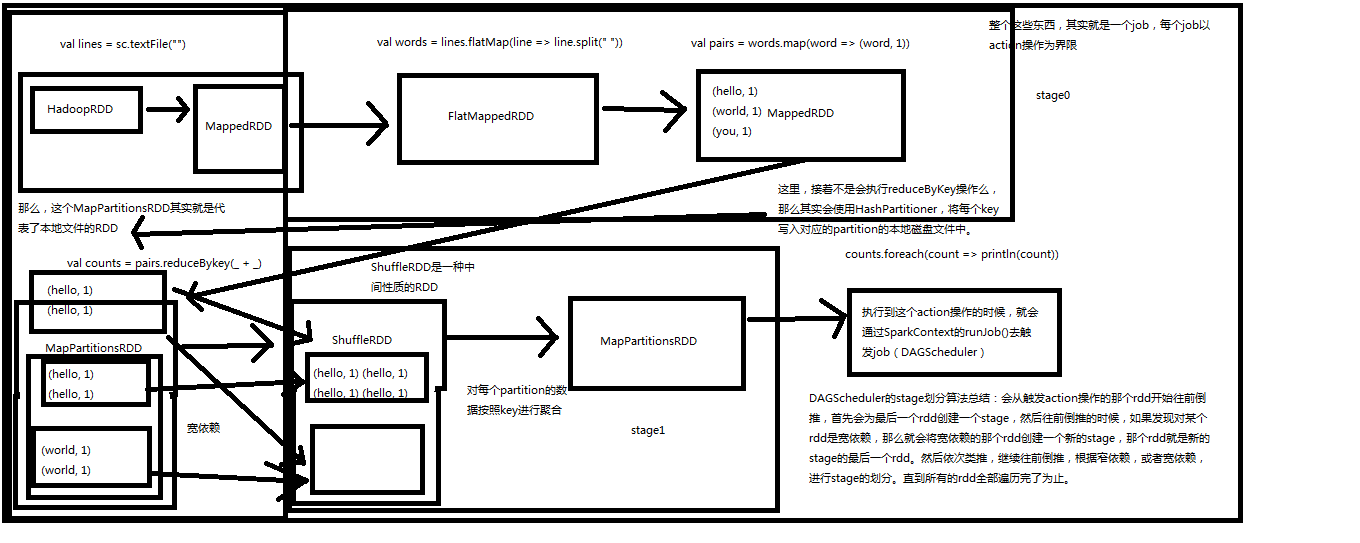 整个这些东西，其实就是一个job，每个job以
action操作为界限
val lines = sc.textFile("")
val words = lines.flatMap(line => line.split(" "))
val pairs = words.map(word => (word, 1))
stage0
HadoopRDD
MappedRDD
FlatMappedRDD
(hello, 1)
(world, 1)
MappedRDD
(you, 1)
那么，这个MapPartitionsRDD其实就是代
表了本地文件的RDD
这里，接着不是会执行reduceByKey操作么，
那么其实会使用HashPartitioner，将每个key
写入对应的partition的本地磁盘文件中。
val counts = pairs.reduceBykey(_ + _)
ShuffleRDD是一种中
间性质的RDD
counts.foreach(count => println(count))
(hello, 1)
(hello, 1)
MapPartitionsRDD
(hello, 1)
(hello, 1)
(world, 1)
(world, 1)
宽依赖
ShuffleRDD
(hello, 1) (hello, 1)
(hello, 1) (hello, 1)
对每个partition的数
据按照key进行聚合
MapPartitionsRDD
stage1
执行到这个action操作的时候，就会
通过SparkContext的runJob()去触
发job（DAGScheduler）
DAGScheduler的stage划分算法总结：会从触发action操作的那个rdd开始往前倒
推，首先会为最后一个rdd创建一个stage，然后往前倒推的时候，如果发现对某个
rdd是宽依赖，那么就会将宽依赖的那个rdd创建一个新的stage，那个rdd就是新的
stage的最后一个rdd。然后依次类推，继续往前倒推，根据窄依赖，或者宽依赖，
进行stage的划分。直到所有的rdd全部遍历完了为止。